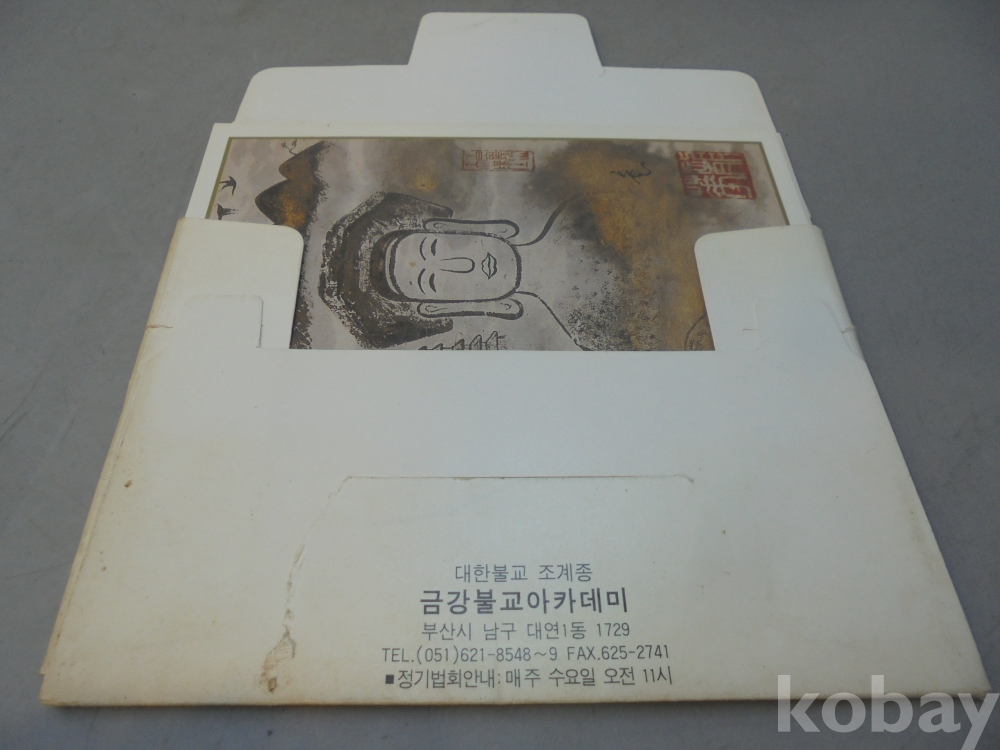 대한불교 조계종
금강불교아카데미
부산시 남구 대연1동 1729
TEL.(051)621-8548~9 FAX.625-2741
■정기법회안내:매주 수요일 오전 11시
kobay